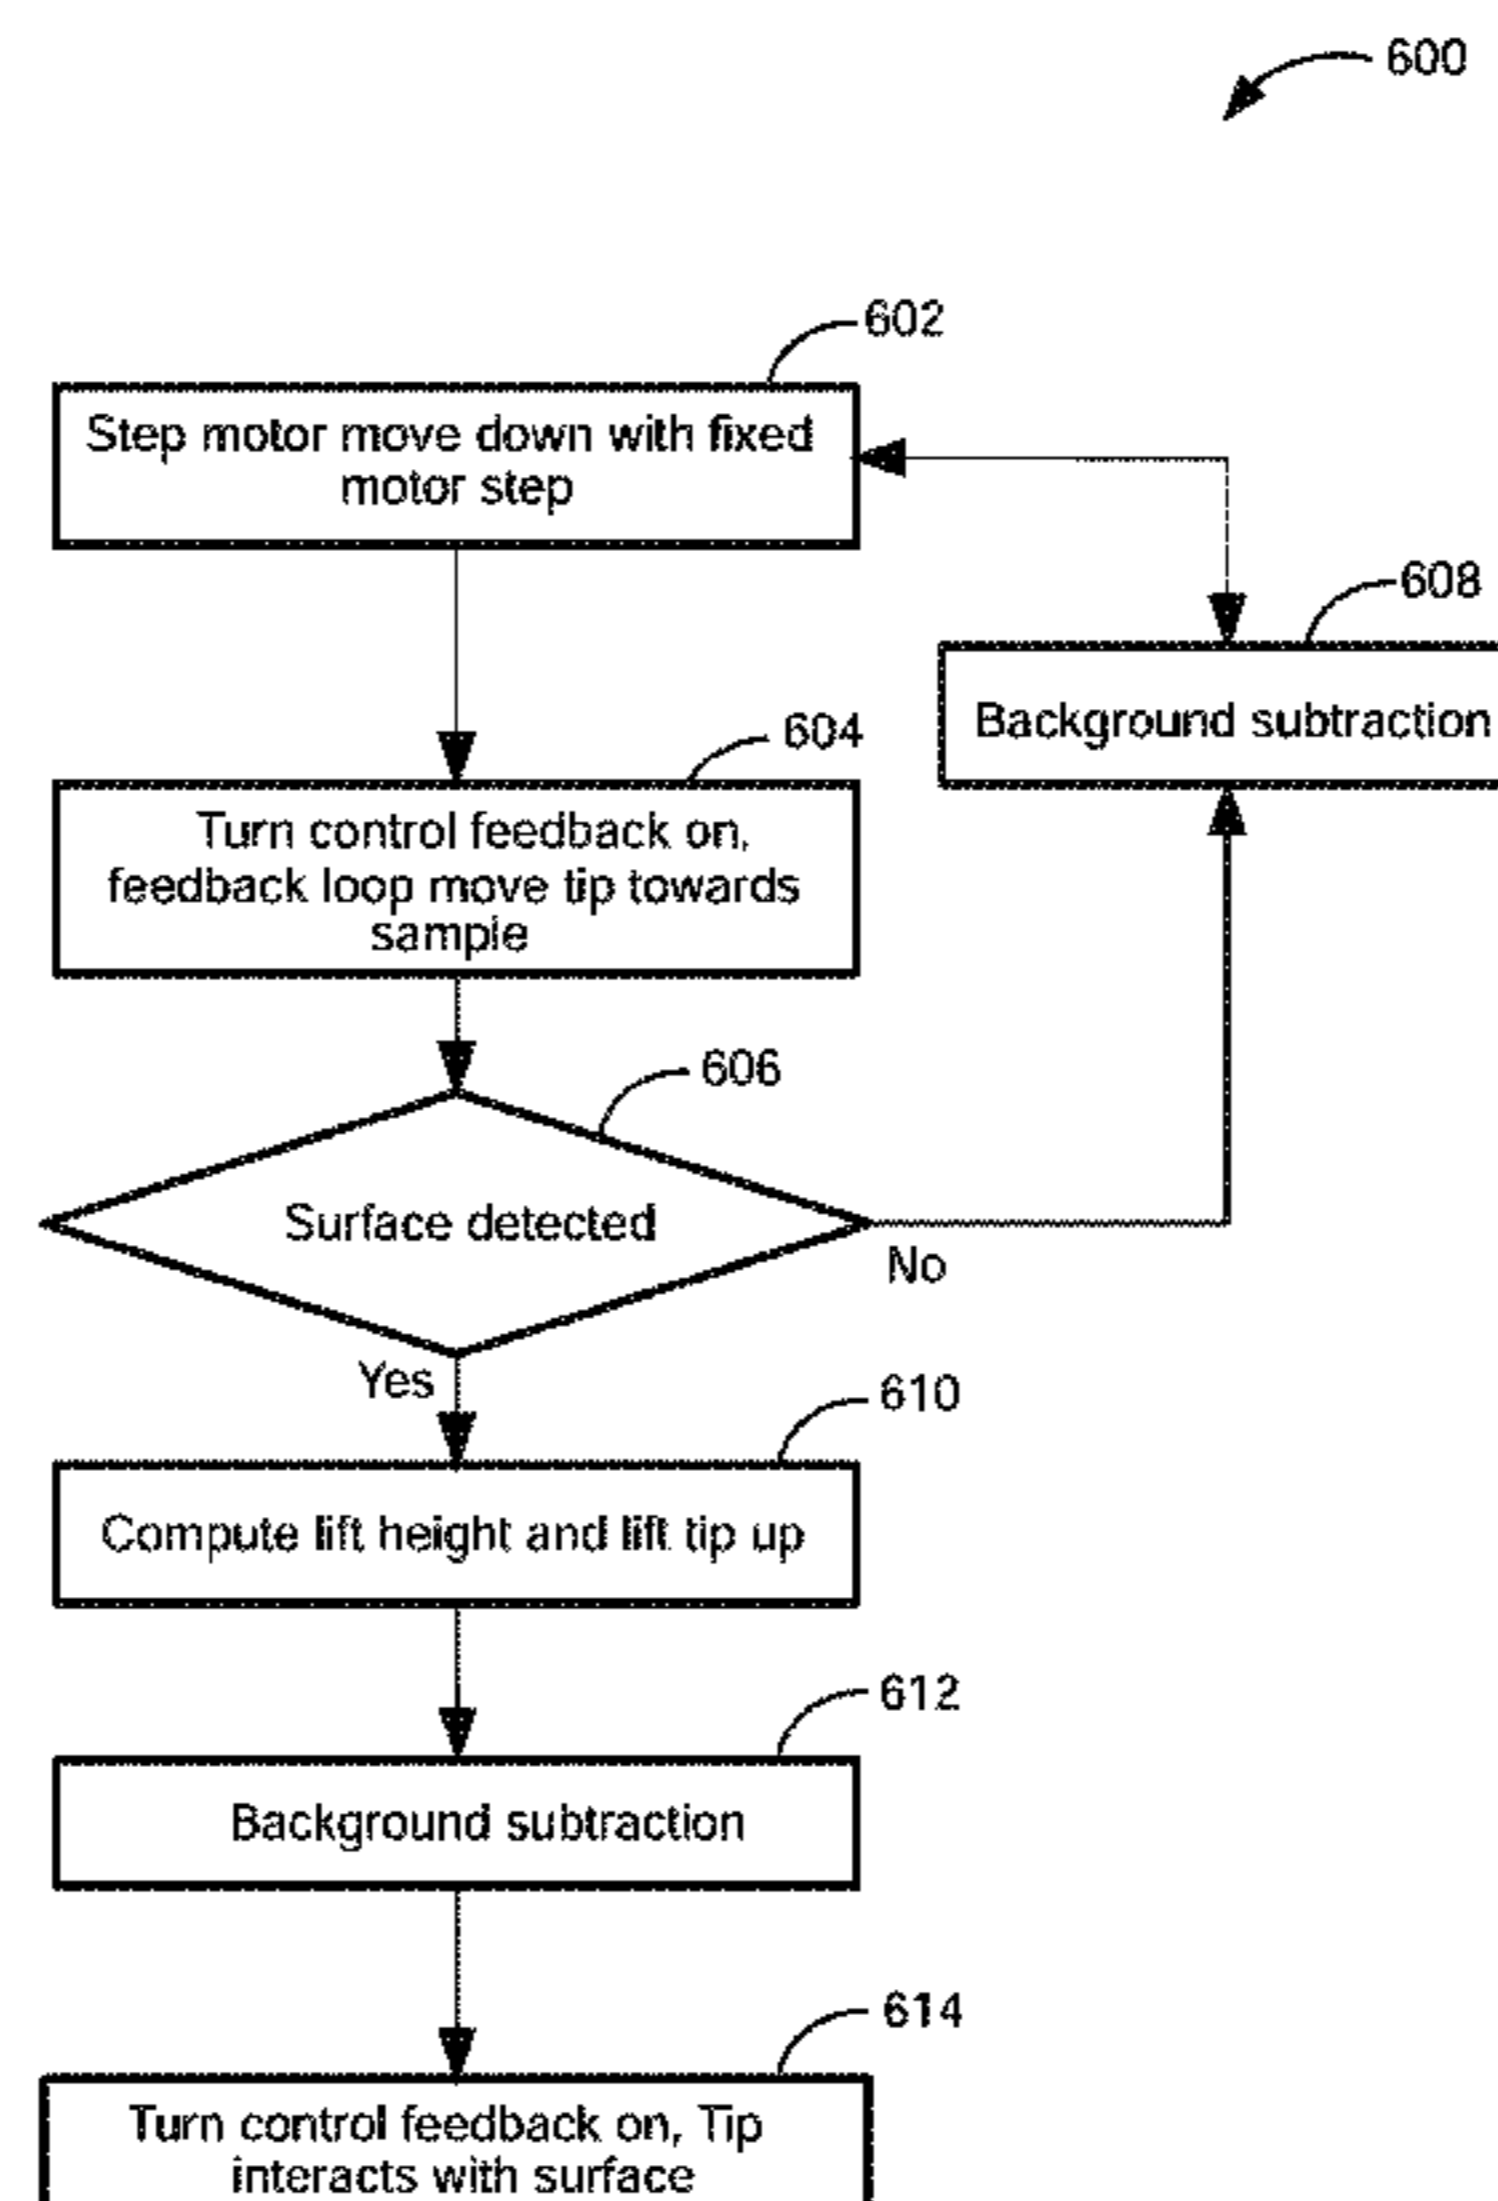 600
602
Step motor move down with fixed
motor step
608
Background subtraction
604
Turn control feedback on,
feedback loop move tip towards
sample
606
Surface detected
No
Yes
610
Compute lift height and lift tip up
612
Background subtraction
614
Turn control feedback on, Tip
interacts with surface